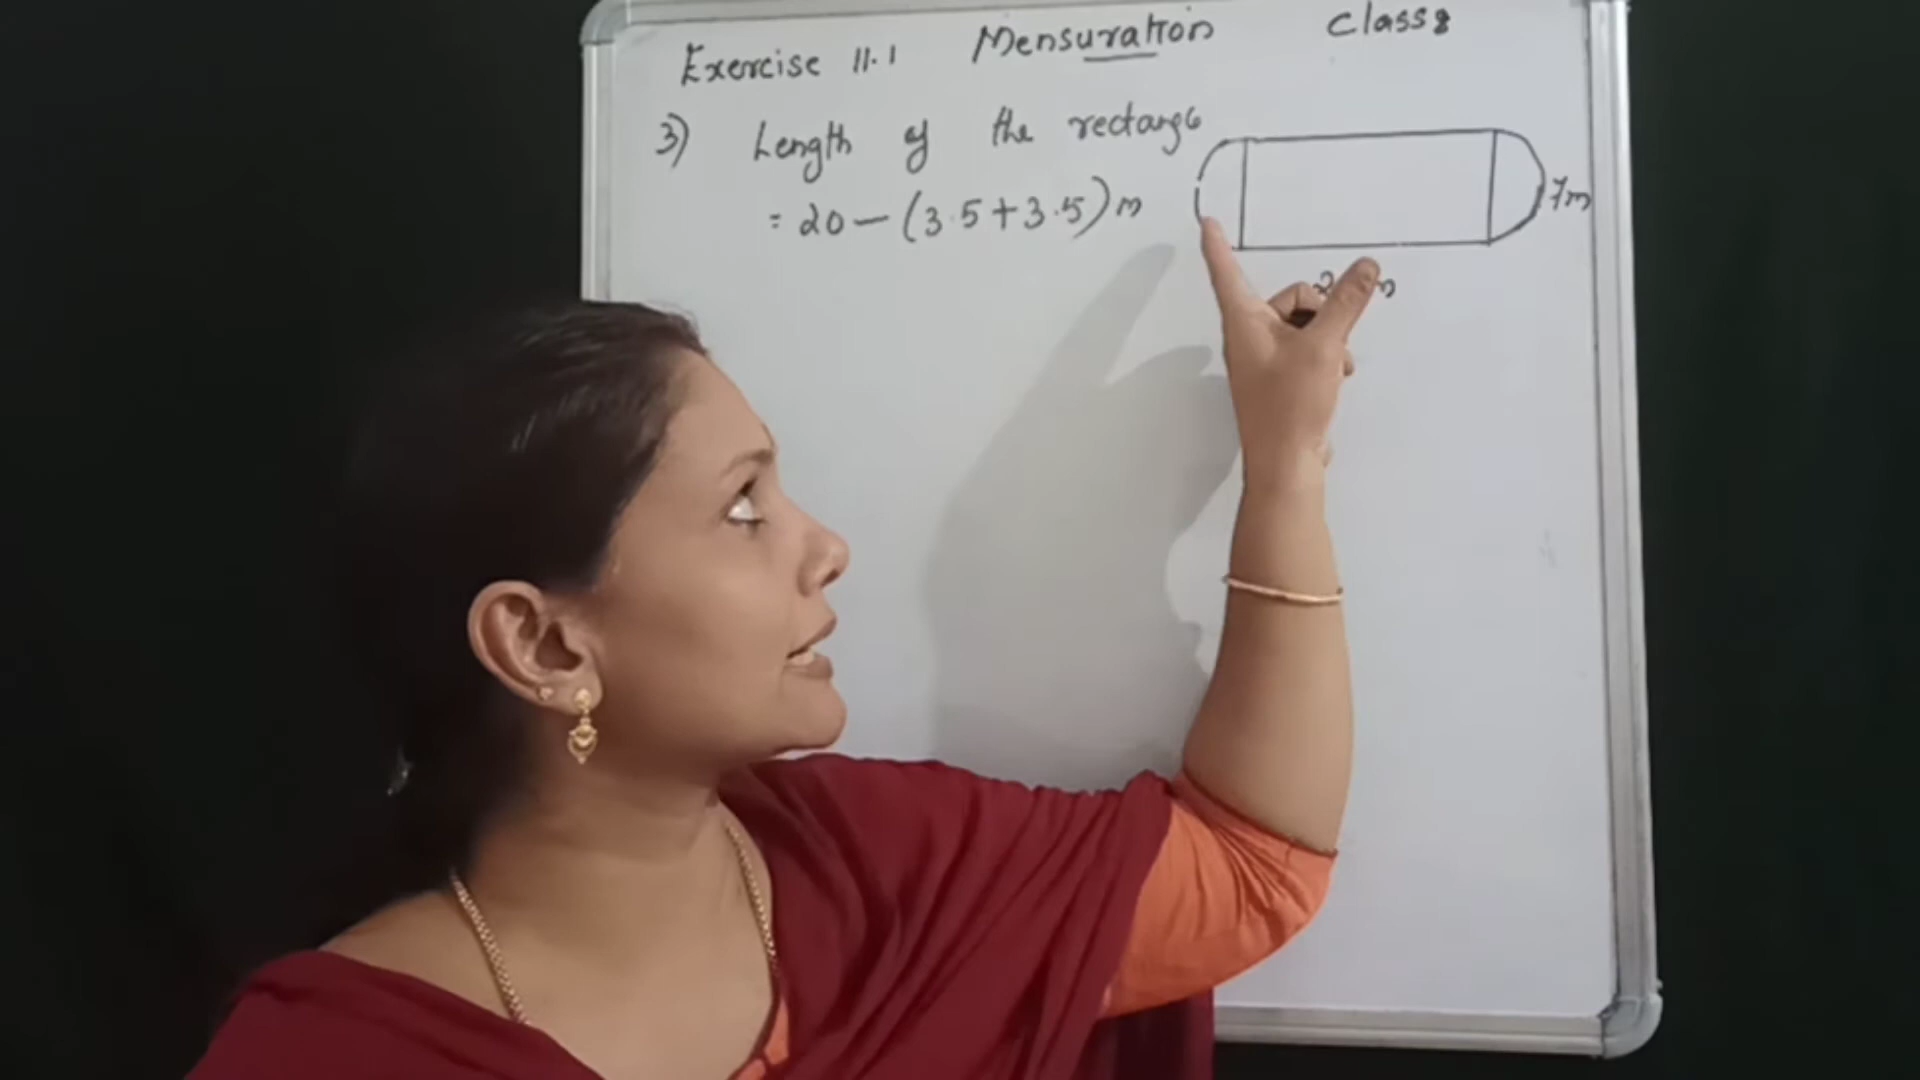 Exercise 11.1 Mensuration Class 8
3) Length of the rectangle
= 20 - (3.5+3.5) m
7m